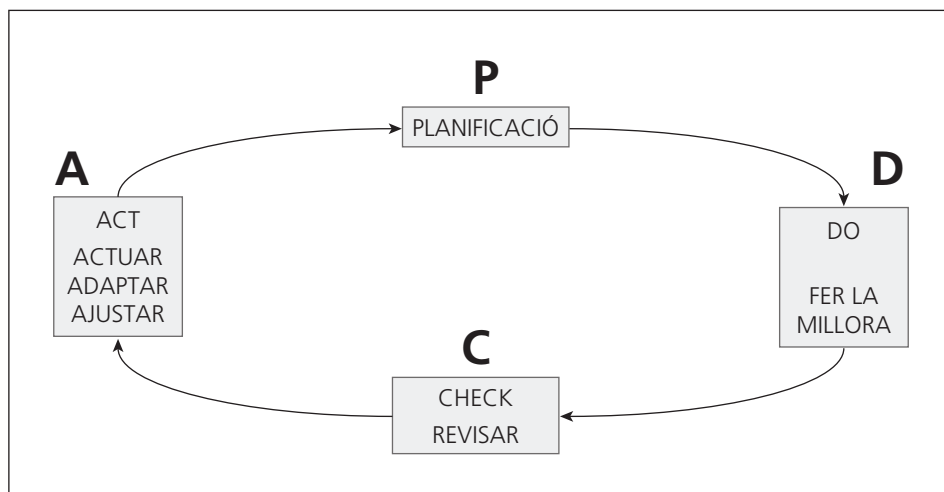 P
PLANIFICACIÓ
A
ACT
ACTUAR
ADAPTAR
AJUSTAR
D
DO
FER LA
MILLORA
C
CHECK
REVISAR